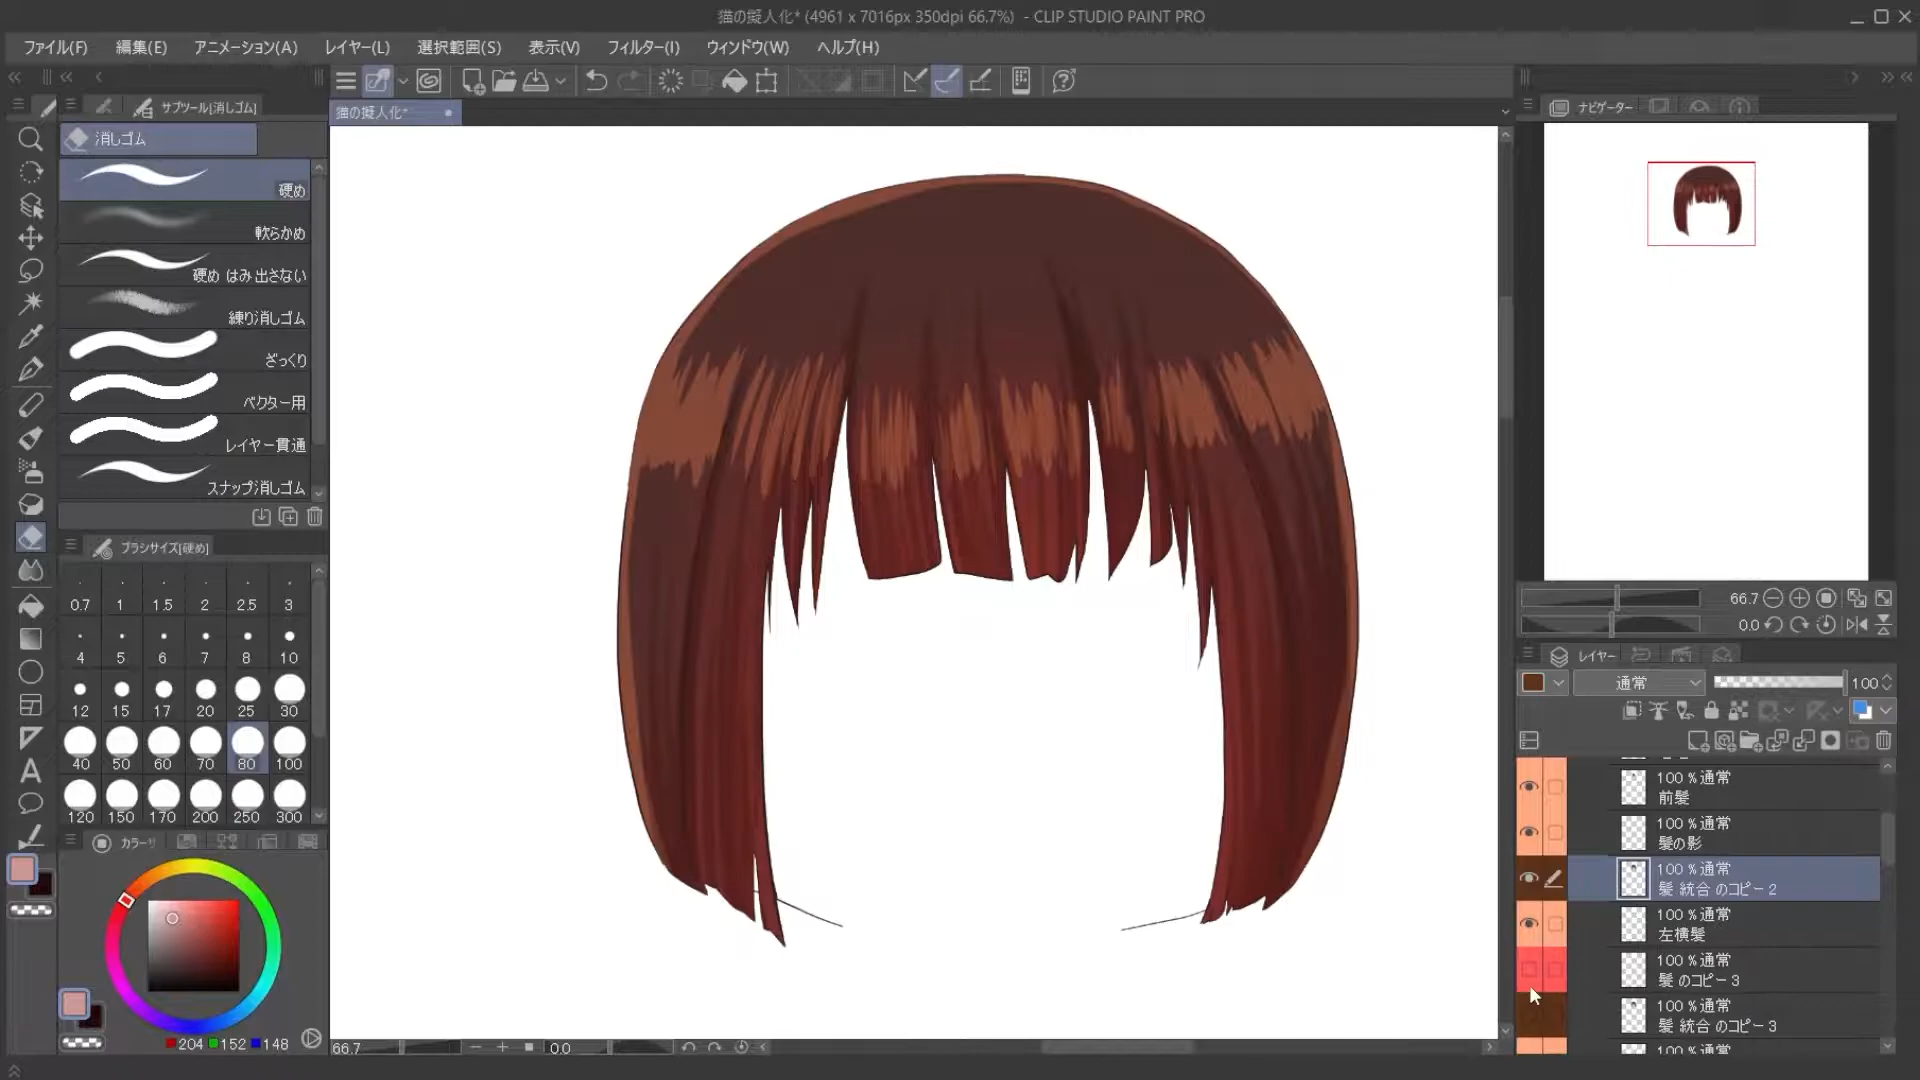 猫の擬人化* (4961 x 7016px 350dpi 66.7%)  - CLIP STUDIO PAINT PRO
ファイル(F) 編集(E) アニメーション(A) レイヤー(L) 選択範囲(S) 表示(V) フィルター(I) ウィンドウ(W) ヘルプ(H)
サブツール[消しゴム]
猫の擬人化*
ナビゲーター
消しゴム
硬め
軟らかめ
硬め はみ出さない
練り消しゴム
ざっくり
ベクター用
レイヤー貫通
スナップ消しゴム
ブラシサイズ[硬め]
0.7 1 1.5 2 2.5 3
4 5 6 7 8 10
12 15 17 20 25 30
40 50 60 70 80 100
120 150 170 200 250 300
カラー
204 152 148
66.7 0.0
66.7
0.0
レイヤー
通常 100
100 %通常
前髪
100 %通常
髪の影
100 %通常
髪 統合 のコピー 2
100 %通常
左横髪
100 %通常
髪 のコピー 3
100 %通常
髪 統合 のコピー 3
100 %通常